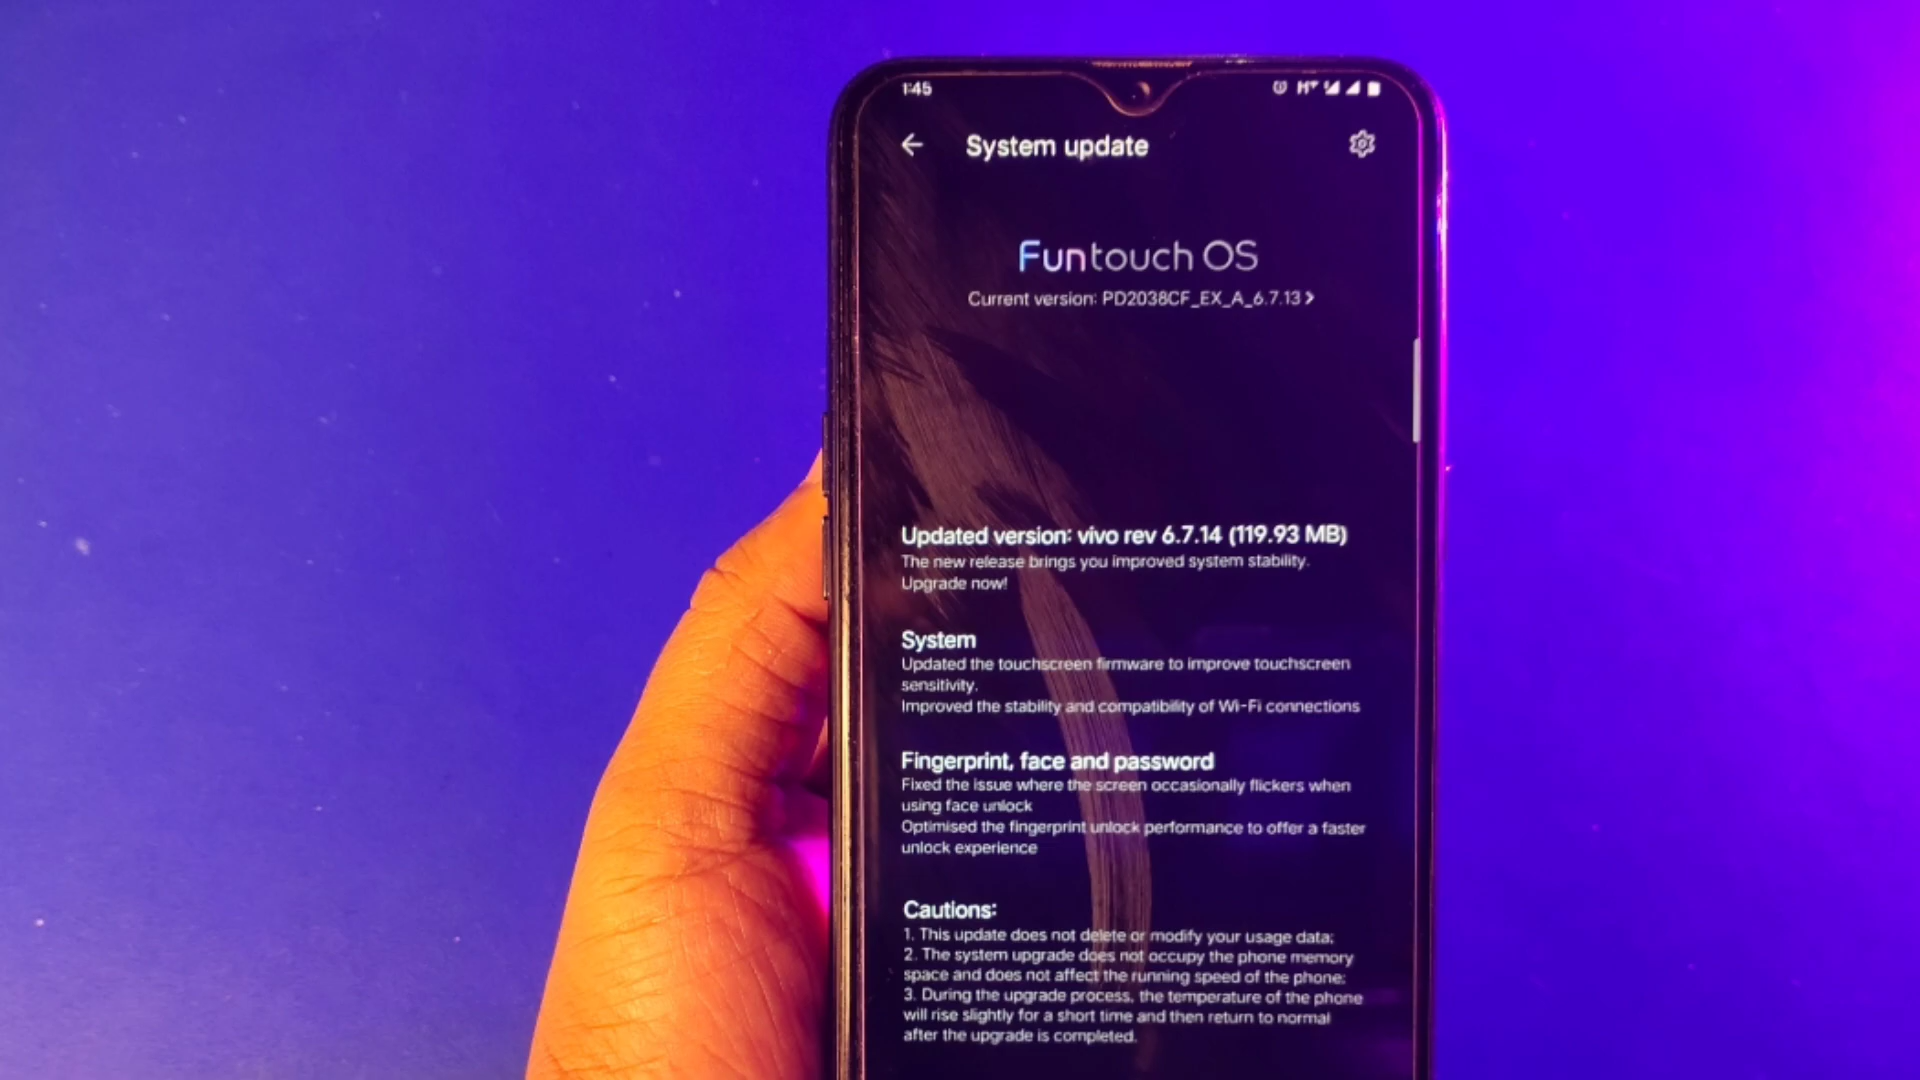 1:45
H+
System update
Funtouch OS
Current version: PD2038CF_EX_A_6.7.13 >
Updated version: vivo rev 6.7.14 (119.93 MB)
The new release brings you improved system stability.
Upgrade now!
System
Updated the touchscreen firmware to improve touchscreen
sensitivity.
Improved the stability and compatibility of Wi-Fi connections
Fingerprint, face and password
Fixed the issue where the screen occasionally flickers when
using face unlock
Optimised the fingerprint unlock performance to offer a faster
unlock experience
Cautions:
1. This update does not delete or modify your usage data;
2. The system upgrade does not occupy the phone memory
space and does not affect the running speed of the phone;
3. During the upgrade process, the temperature of the phone
will rise slightly for a short time and then return to normal
after the upgrade is completed.